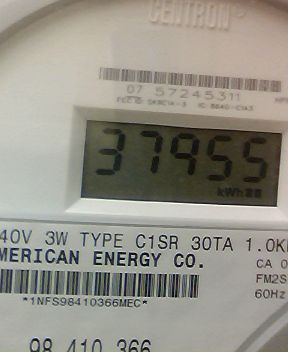 CENTRON
07 57245311
37955
kWh
40V 3W TYPE C1SR 30TA 1.0K
MERICAN ENERGY CO.
CA 0
FM2S
60Hz
*1NFS98410366MEC*
98 410 366